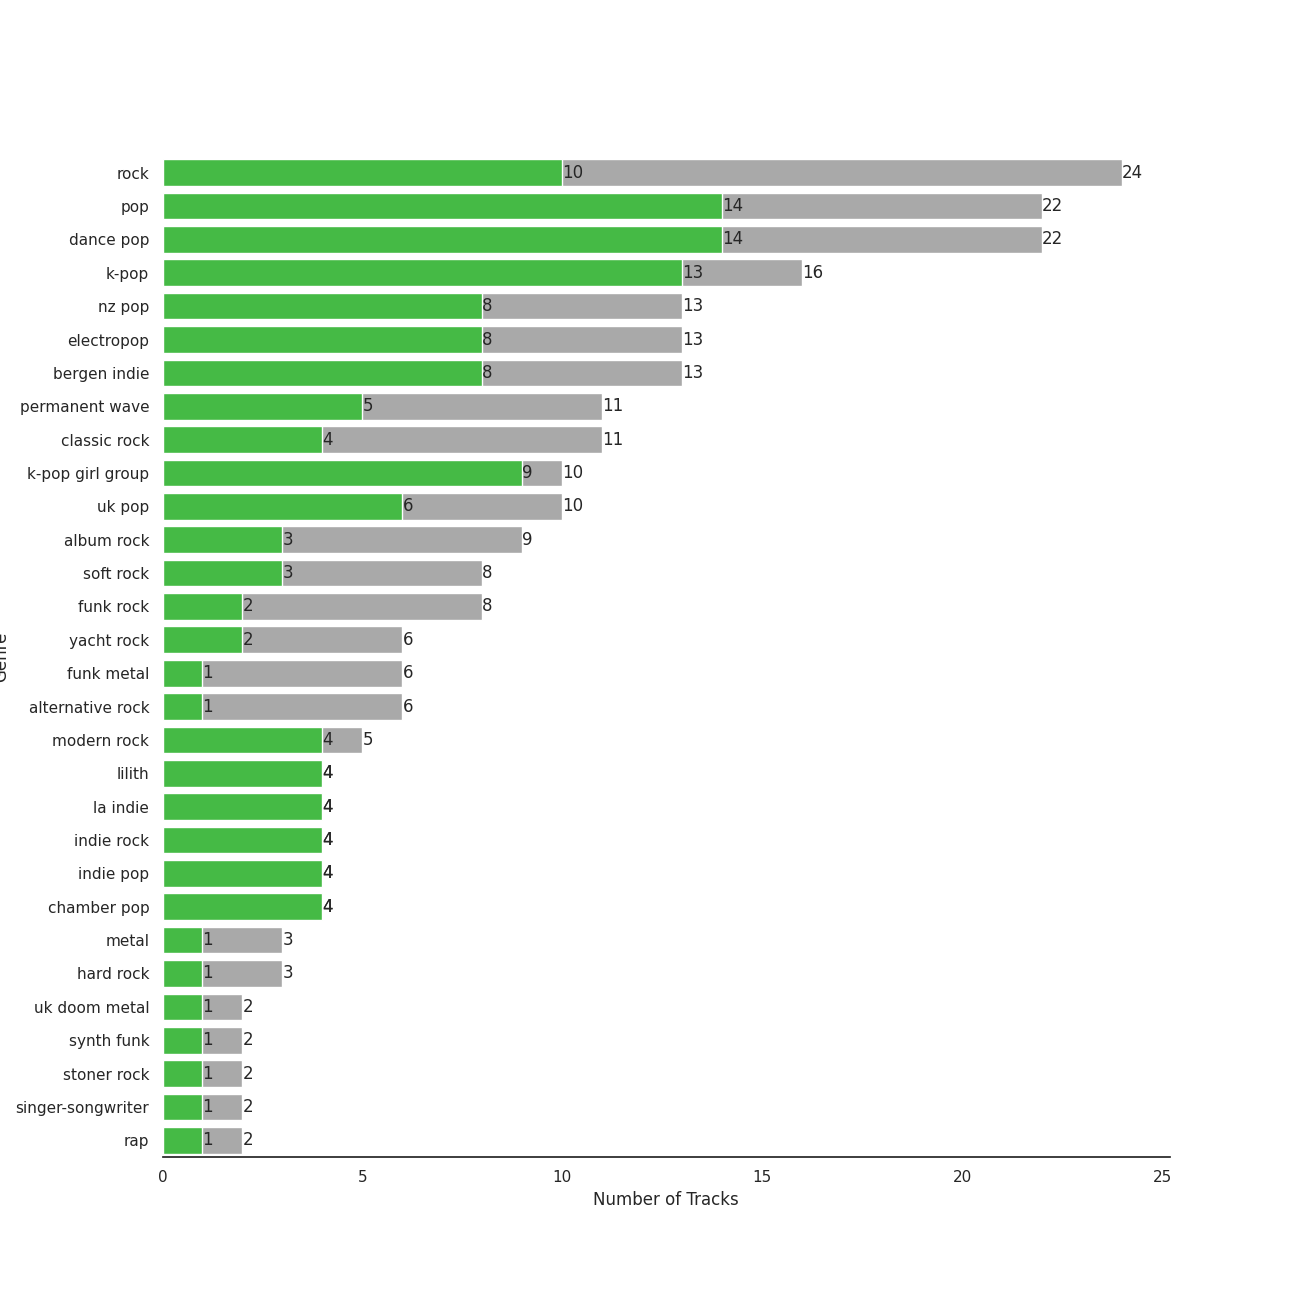 rock 10 24
pop 14 22
dance pop 14 22
k-pop 13 16
nz pop 8 13
electropop 8 13
bergen indie 8 13
permanent wave 5 11
classic rock 4 11
k-pop girl group 9 10
uk pop 6 10
album rock 3 9
soft rock 3 8
funk rock 2 8
yacht rock 2 6
funk metal 1 6
alternative rock 1 6
modern rock 4 5
lilith 4
la indie 4
indie rock 4
indie pop 4
chamber pop 4
metal 1 3
hard rock 1 3
uk doom metal 1 2
synth funk 1 2
stoner rock 1 2
singer-songwriter 1 2
rap 1 2
0 5 10 15 20 25
Number of Tracks
Genre